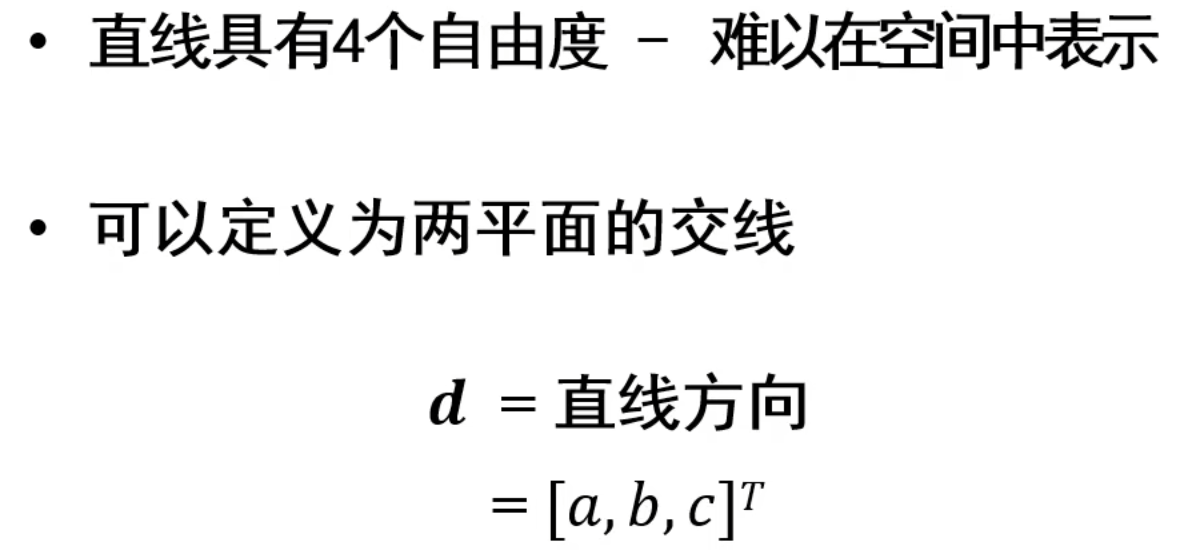 • 直线具有4个自由度 － 难以在空间中表示
• 可以定义为两平面的交线
d = 直线方向
= [a, b, c]ᵀ